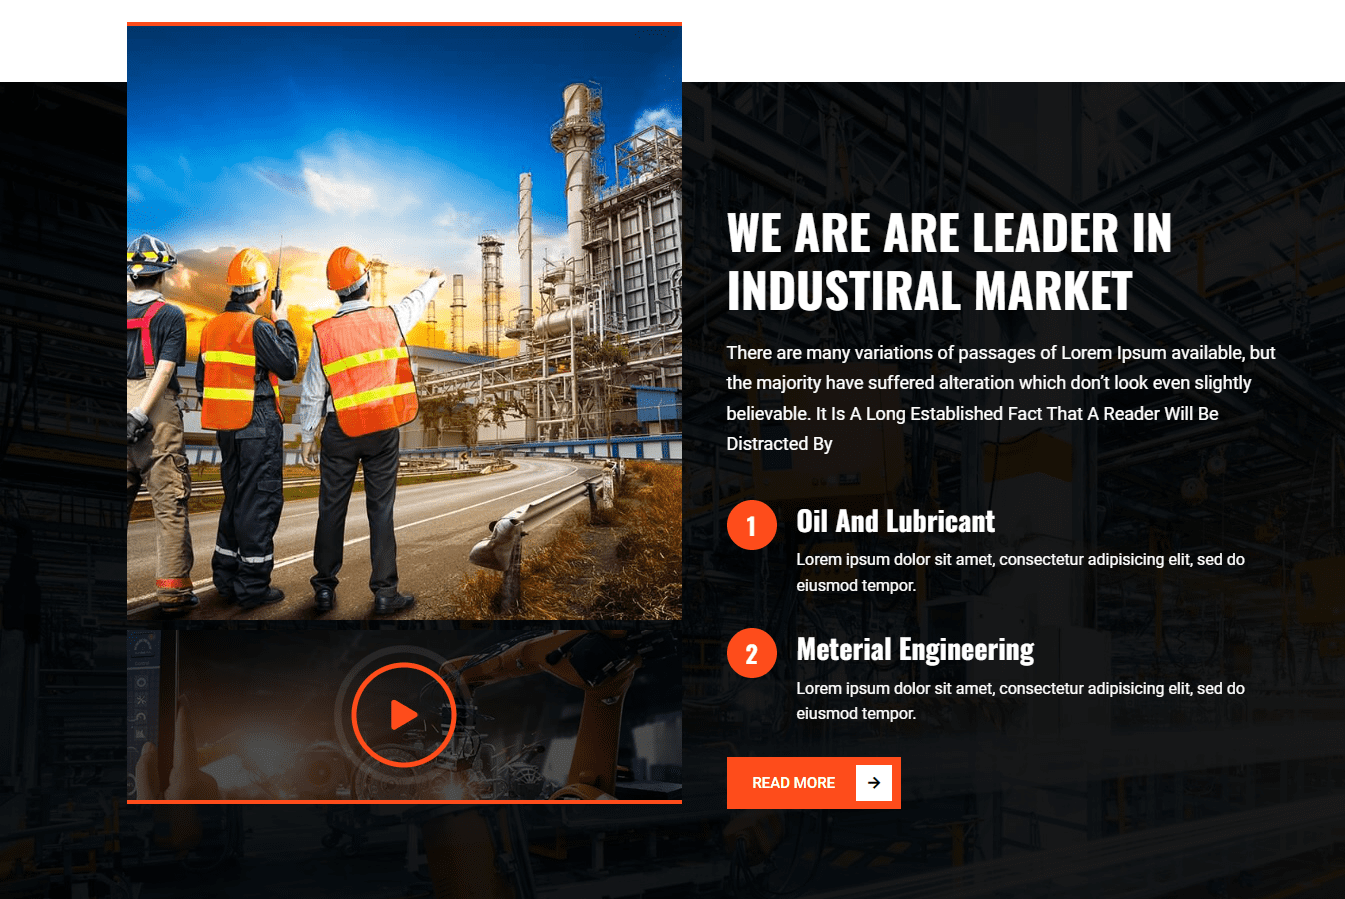 WE ARE ARE LEADER IN
INDUSTIRAL MARKET
There are many variations of passages of Lorem Ipsum available, but
the majority have suffered alteration which don’t look even slightly
believable. It Is A Long Established Fact That A Reader Will Be
Distracted By
1
Oil And Lubricant
Lorem ipsum dolor sit amet, consectetur adipisicing elit, sed do
eiusmod tempor.
2
Meterial Engineering
Lorem ipsum dolor sit amet, consectetur adipisicing elit, sed do
eiusmod tempor.
READ MORE